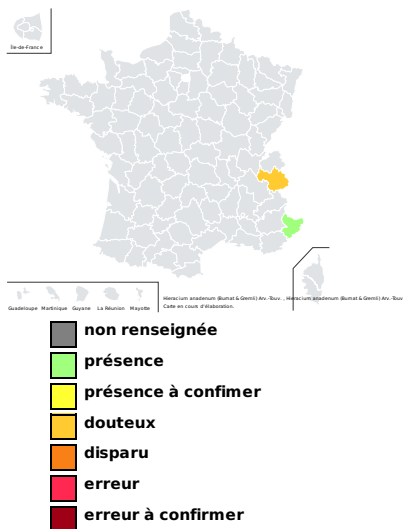 Île-de-France
Guadeloupe Martinique Guyane La Réunion Mayotte
Hieracium anadenum (Burnat & Gremli) Arv.-Touv. , Hieracium anadenum (Burnat & Gremli) Arv.-Touv
Carte en cours d'élaboration.
non renseignée
présence
présence à confimer
douteux
disparu
erreur
erreur à confirmer